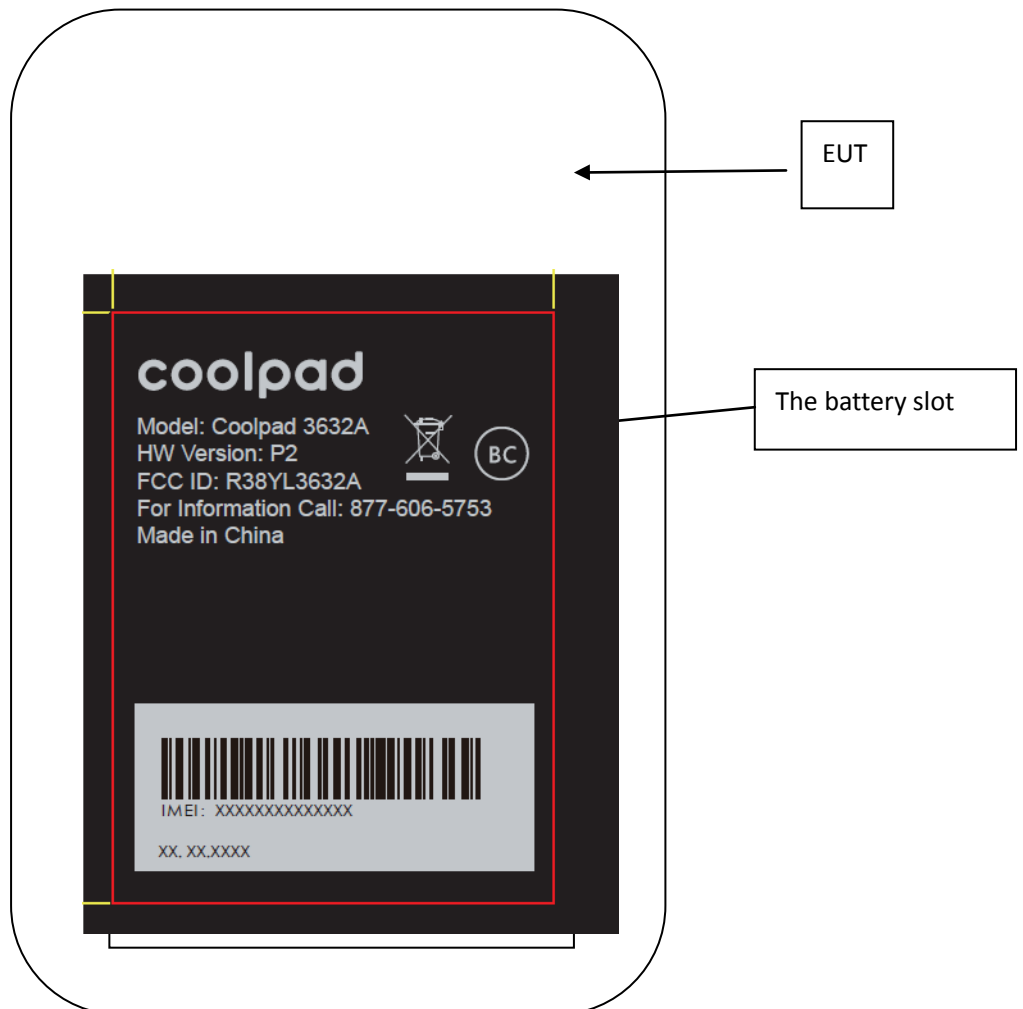 EUT
coolpad
The battery slot
Model: Coolpad 3632A
HW Version: P2
BC
FCC ID: R38YL3632A
For Information Call: 877-606-5753
Made in China
IMEI: XXXXXXXXXXXXXXX
XX. XX.XXXX